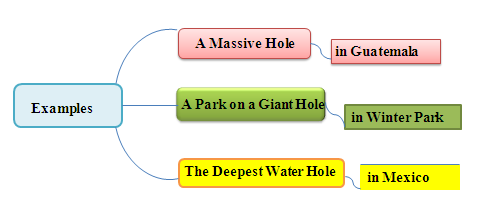 A Massive Hole
in Guatemala
Examples
A Park on a Giant Hole
in Winter Park
The Deepest Water Hole
in Mexico